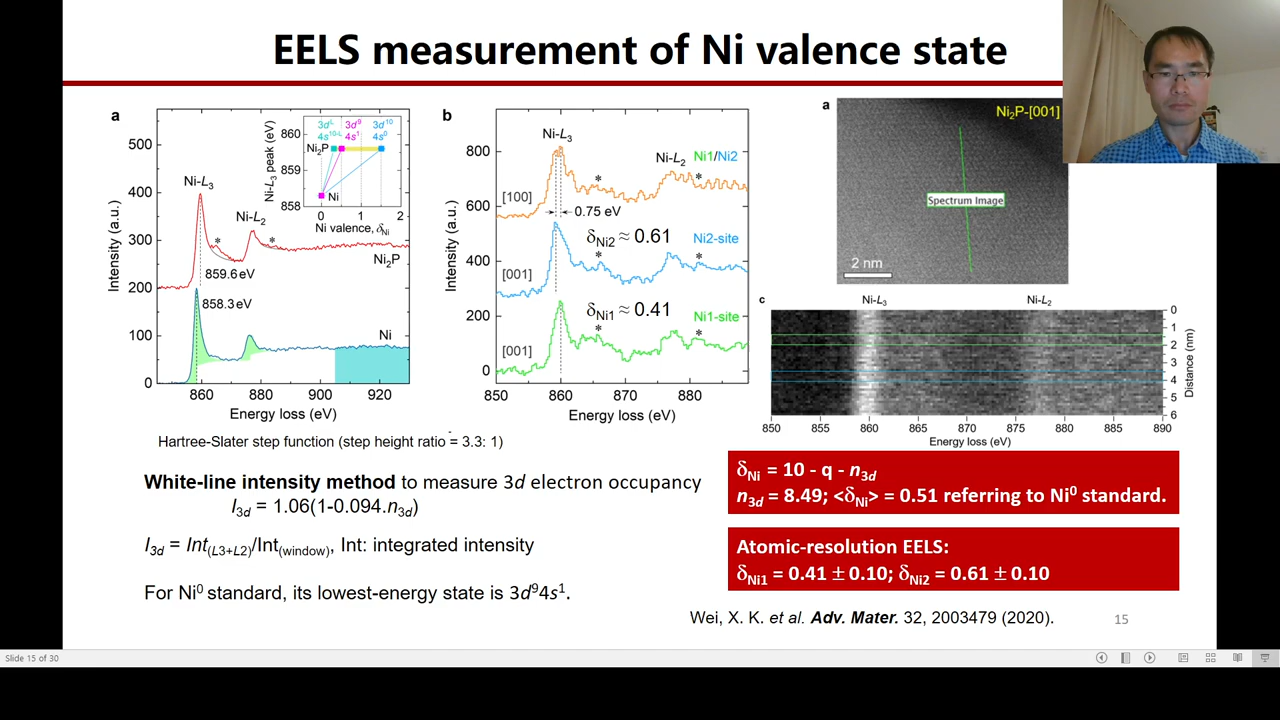 EELS measurement of Ni valence state
a
500
400
300
200
100
0
Intensity (a.u.)
860
880
900
920
Energy loss (eV)
Ni-L3
Ni-L2
*
*
859.6 eV
858.3 eV
Ni2P
Ni
860
859
858
Ni-L3 peak (eV)
3dL 3d9 3d10
4s10-L 4s1 4s0
Ni2P
Ni
0 1 2
Ni valence, δNi
b
800
600
400
200
0
Intensity (a.u.)
850 860 870 880
Energy loss (eV)
Ni-L3
Ni-L2 Ni1/Ni2
* *
[100]
0.75 eV
δNi2 ≈ 0.61
Ni2-site
* *
[001]
δNi1 ≈ 0.41
Ni1-site
* *
[001]
a
Ni2P-[001]
Spectrum Image
2 nm
c
Ni-L3
Ni-L2
0
1
2
3
4
5
6
Distance (nm)
850 855 860 865 870 875 880 885 890
Energy loss (eV)
Hartree-Slater step function (step height ratio = 3.3: 1)
White-line intensity method to measure 3d electron occupancy
I3d = 1.06(1-0.094.n3d)
I3d = Int(L3+L2)/Int(window), Int: integrated intensity
For Ni0 standard, its lowest-energy state is 3d94s1.
δNi = 10 - q - n3d
n3d = 8.49; <δNi> = 0.51 referring to Ni0 standard.
Atomic-resolution EELS:
δNi1 = 0.41 ± 0.10; δNi2 = 0.61 ± 0.10
Wei, X. K. et al. Adv. Mater. 32, 2003479 (2020).
15
Slide 15 of 30